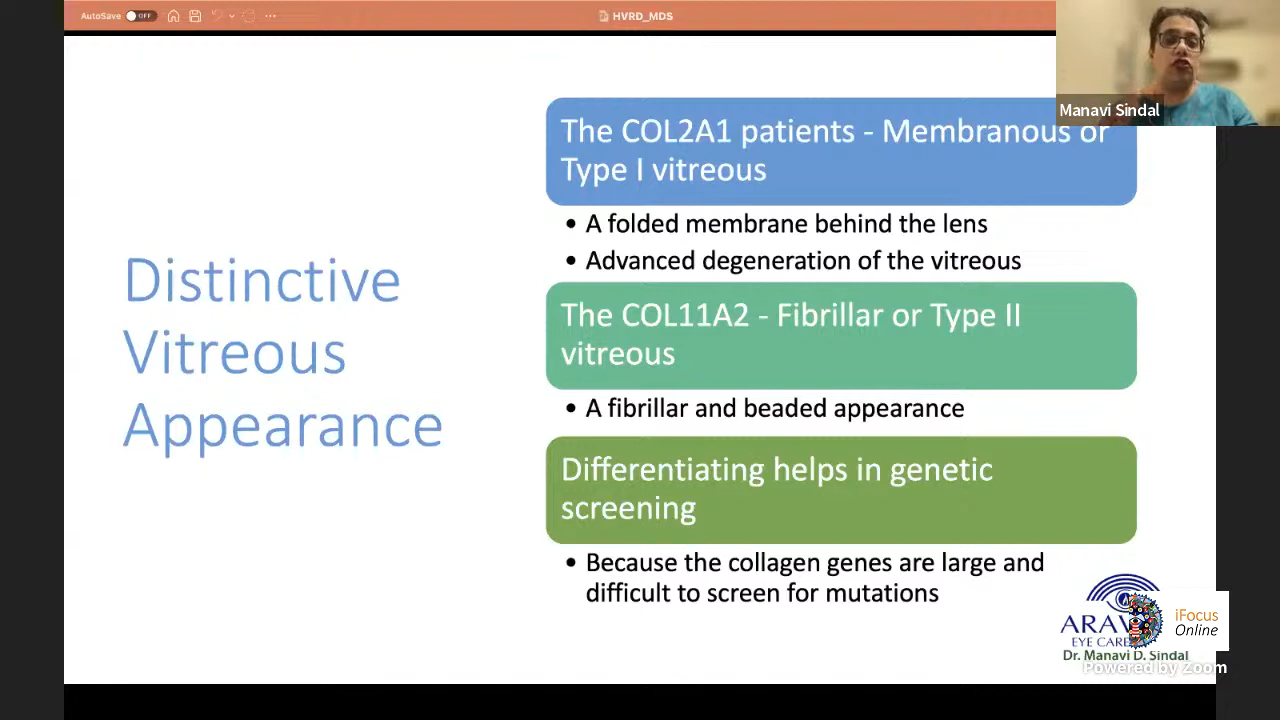 AutoSave OFF
HVRD_MDS
Manavi Sindal
Distinctive
Vitreous
Appearance
The COL2A1 patients - Membranous or
Type I vitreous
• A folded membrane behind the lens
• Advanced degeneration of the vitreous
The COL11A2 - Fibrillar or Type II
vitreous
• A fibrillar and beaded appearance
Differentiating helps in genetic
screening
• Because the collagen genes are large and
difficult to screen for mutations
EYE CARE
iFocus
Online
Dr. Manavi D. Sindal
Powered by Zoom